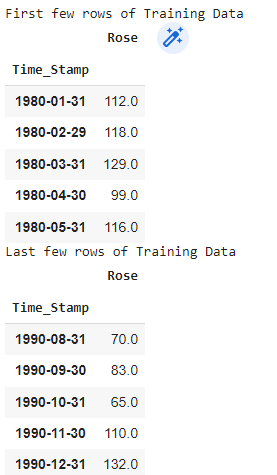 First few rows of Training Data
Rose
Time_Stamp
1980-01-31 112.0
1980-02-29 118.0
1980-03-31 129.0
1980-04-30 99.0
1980-05-31 116.0
Last few rows of Training Data
Rose
Time_Stamp
1990-08-31 70.0
1990-09-30 83.0
1990-10-31 65.0
1990-11-30 110.0
1990-12-31 132.0